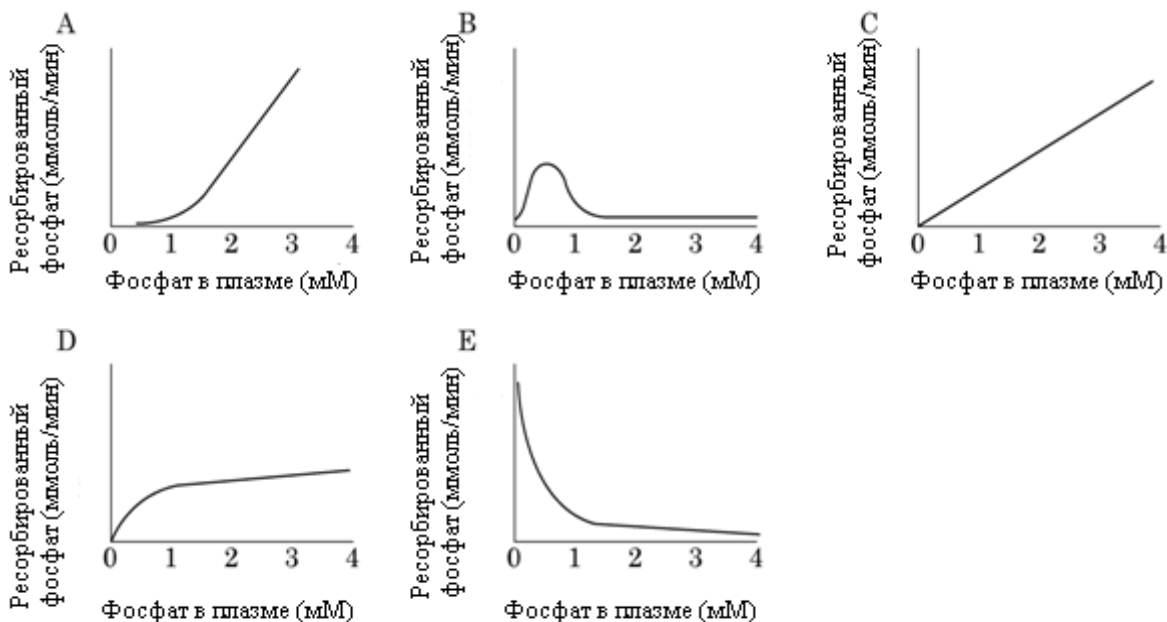 A
Ресорбированный
фосфат (ммоль/мин)
0 1 2 3 4
Фосфат в плазме (мМ)
B
Ресорбированный
фосфат (ммоль/мин)
0 1 2 3 4
Фосфат в плазме (мМ)
C
Ресорбированный
фосфат (ммоль/мин)
0 1 2 3 4
Фосфат в плазме (мМ)
D
Ресорбированный
фосфат (ммоль/мин)
0 1 2 3 4
Фосфат в плазме (мМ)
E
Ресорбированный
фосфат (ммоль/мин)
0 1 2 3 4
Фосфат в плазме (мМ)